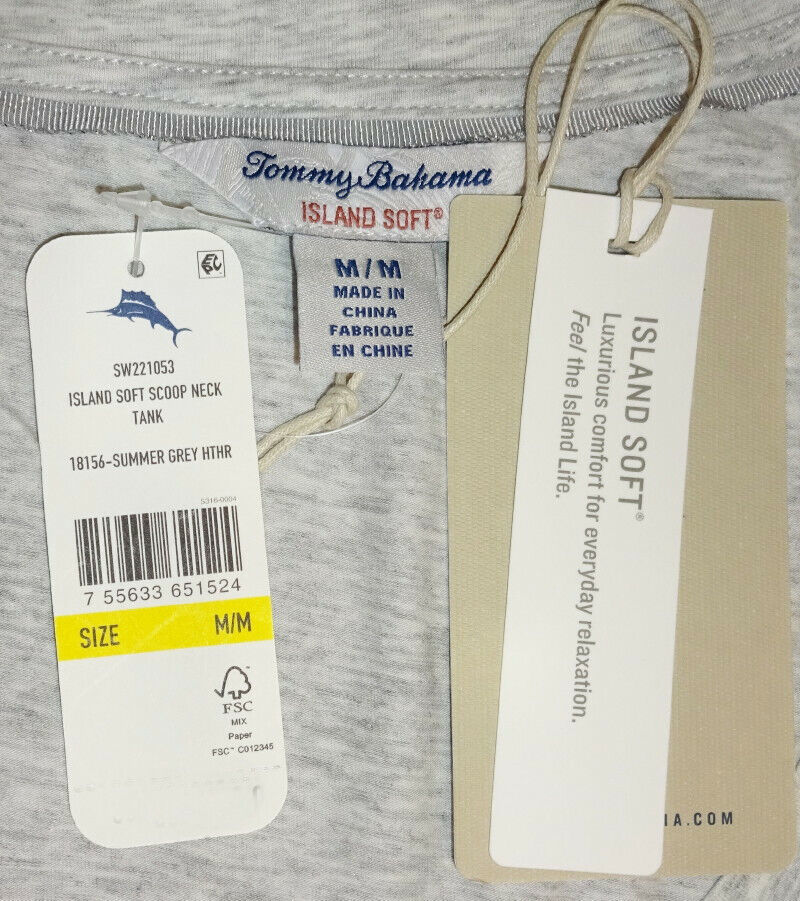 Tommy Bahama
ISLAND SOFT®
M/M
MADE IN
CHINA
FABRIQUE
EN CHINE
SW221053
ISLAND SOFT SCOOP NECK
TANK
18156-SUMMER GREY HTHR
5316-0004
7 55633 651524
SIZE M/M
FSC
MIX
Paper
FSC™ C012345
ISLAND SOFT®
Luxurious comfort for everyday relaxation.
Feel the Island Life.
IA.COM